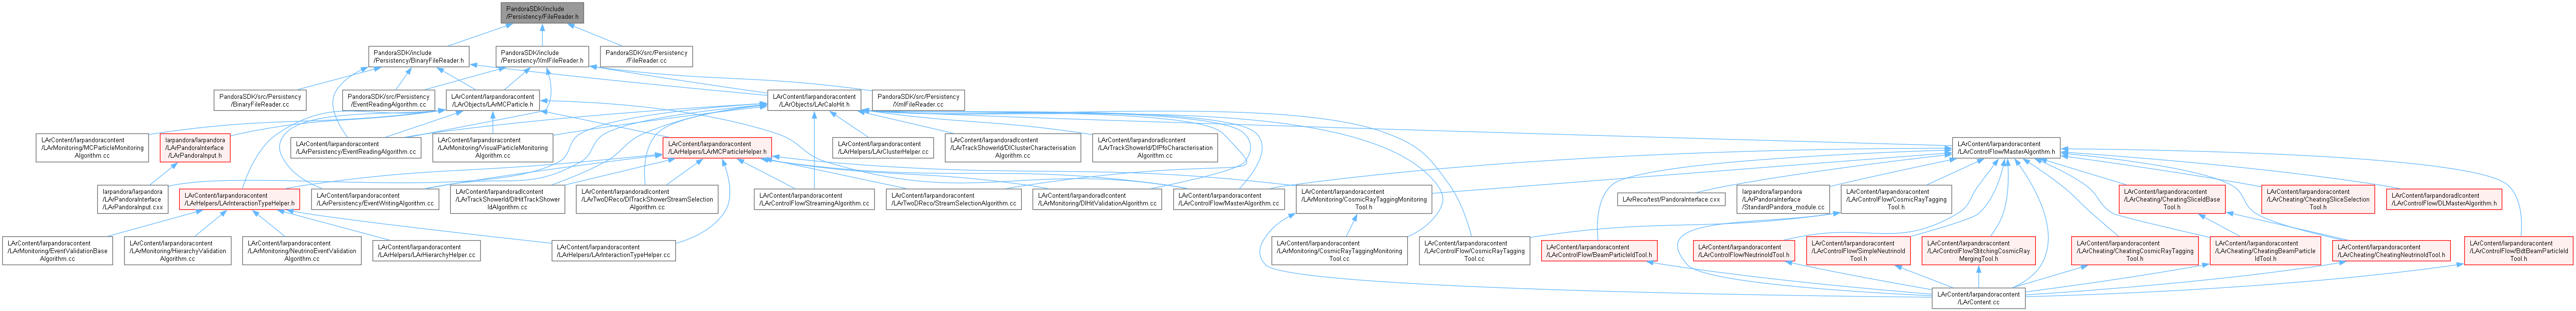 PandoraSDK/include
/Persistency/FileReader.h
PandoraSDK/include
/Persistency/BinaryFileReader.h
PandoraSDK/include
/Persistency/XmlFileReader.h
PandoraSDK/src/Persistency
/FileReader.cc
PandoraSDK/src/Persistency
/BinaryFileReader.cc
PandoraSDK/src/Persistency
/EventReadingAlgorithm.cc
LArContent/larpandoracontent
/LArObjects/LArMCParticle.h
LArContent/larpandoracontent
/LArObjects/LArCaloHit.h
PandoraSDK/src/Persistency
/XmlFileReader.cc
LArContent/larpandoracontent
/LArMonitoring/MCParticleMonitoring
Algorithm.cc
larpandora/larpandora
/LArPandoraInterface
/LArPandoraInput.h
LArContent/larpandoracontent
/LArPersistency/EventReadingAlgorithm.cc
LArContent/larpandoracontent
/LArMonitoring/VisualParticleMonitoring
Algorithm.cc
LArContent/larpandoracontent
/LArHelpers/LArMCParticleHelper.h
LArContent/larpandoracontent
/LArHelpers/LArClusterHelper.cc
LArContent/larpandoradlcontent
/LArTrackShowerId/DlClusterCharacterisation
Algorithm.cc
LArContent/larpandoradlcontent
/LArTrackShowerId/DlPfoCharacterisation
Algorithm.cc
LArContent/larpandoracontent
/LArControlFlow/MasterAlgorithm.h
larpandora/larpandora
/LArPandoraInterface
/LArPandoraInput.cxx
LArContent/larpandoracontent
/LArHelpers/LArInteractionTypeHelper.h
LArContent/larpandoracontent
/LArPersistency/EventWritingAlgorithm.cc
LArContent/larpandoradlcontent
/LArTrackShowerId/DlHitTrackShower
IdAlgorithm.cc
LArContent/larpandoradlcontent
/LArTwoDReco/DlTrackShowerStreamSelection
Algorithm.cc
LArContent/larpandoracontent
/LArControlFlow/StreamingAlgorithm.cc
LArContent/larpandoracontent
/LArTwoDReco/StreamSelectionAlgorithm.cc
LArContent/larpandoradlcontent
/LArMonitoring/DlHitValidationAlgorithm.cc
LArContent/larpandoracontent
/LArControlFlow/MasterAlgorithm.cc
LArContent/larpandoracontent
/LArMonitoring/CosmicRayTaggingMonitoring
Tool.h
LArReco/test/PandoraInterface.cxx
larpandora/larpandora
/LArPandoraInterface
/StandardPandora_module.cc
LArContent/larpandoracontent
/LArControlFlow/CosmicRayTagging
Tool.h
LArContent/larpandoracontent
/LArCheating/CheatingSliceIdBase
Tool.h
LArContent/larpandoracontent
/LArCheating/CheatingSliceSelection
Tool.h
LArContent/larpandoradlcontent
/LArControlFlow/DLMasterAlgorithm.h
LArContent/larpandoracontent
/LArMonitoring/EventValidationBase
Algorithm.cc
LArContent/larpandoracontent
/LArMonitoring/HierarchyValidation
Algorithm.cc
LArContent/larpandoracontent
/LArMonitoring/NeutrinoEventValidation
Algorithm.cc
LArContent/larpandoracontent
/LArHelpers/LArHierarchyHelper.cc
LArContent/larpandoracontent
/LArHelpers/LArInteractionTypeHelper.cc
LArContent/larpandoracontent
/LArMonitoring/CosmicRayTaggingMonitoring
Tool.cc
LArContent/larpandoracontent
/LArControlFlow/CosmicRayTagging
Tool.cc
LArContent/larpandoracontent
/LArControlFlow/BeamParticleIdTool.h
LArContent/larpandoracontent
/LArControlFlow/NeutrinoIdTool.h
LArContent/larpandoracontent
/LArControlFlow/SimpleNeutrinoId
Tool.h
LArContent/larpandoracontent
/LArControlFlow/StitchingCosmicRay
MergingTool.h
LArContent/larpandoracontent
/LArCheating/CheatingCosmicRayTagging
Tool.h
LArContent/larpandoracontent
/LArCheating/CheatingBeamParticle
IdTool.h
LArContent/larpandoracontent
/LArCheating/CheatingNeutrinoIdTool.h
LArContent/larpandoracontent
/LArControlFlow/BdtBeamParticleId
Tool.h
LArContent/larpandoracontent
/LArContent.cc